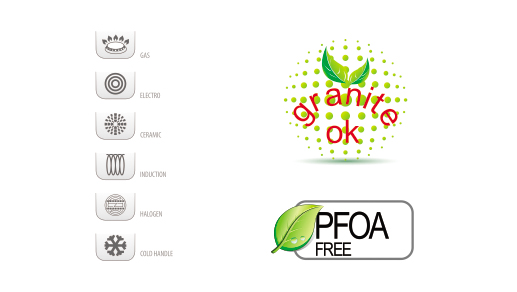 GAS
ELECTRO
CERAMIC
INDUCTION
HALOGEN
COLD HANDLE
granite
ok
PFOA
FREE